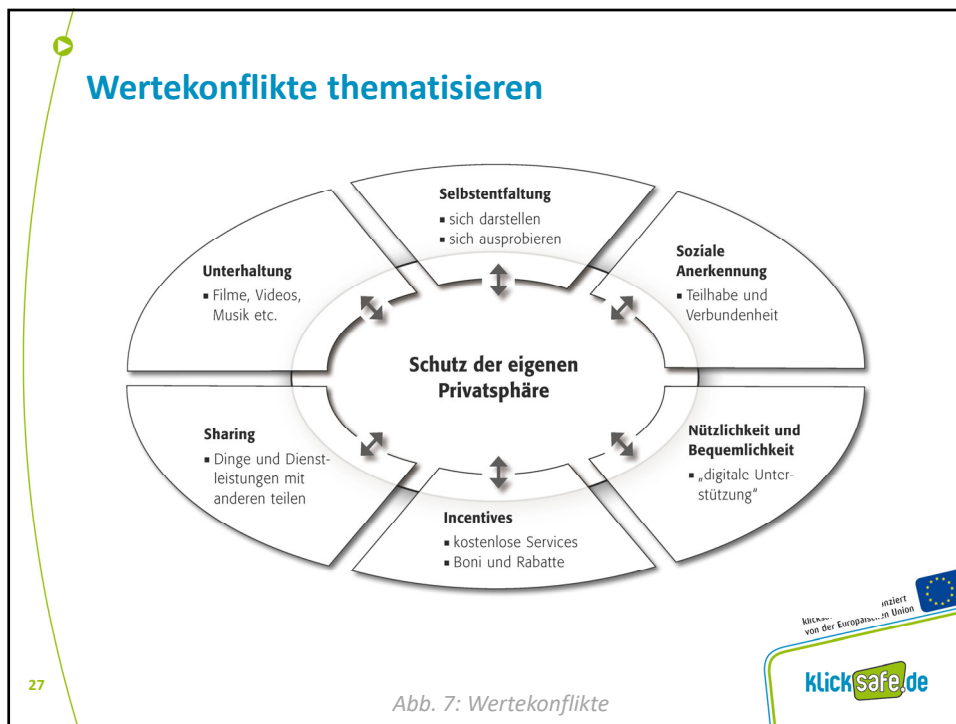 Wertekonflikte thematisieren
Selbstentfaltung
▪ sich darstellen
▪ sich ausprobieren
Soziale
Anerkennung
▪ Teilhabe und
Verbundenheit
Nützlichkeit und
Bequemlichkeit
▪ „digitale Unter-
stützung“
Incentives
▪ kostenlose Services
▪ Boni und Rabatte
Sharing
▪ Dinge und Dienst-
leistungen mit
anderen teilen
Unterhaltung
▪ Filme, Videos,
Musik etc.
Schutz der eigenen
Privatsphäre
von der Europäischen Union
klicksafe.de
27
Abb. 7: Wertekonflikte